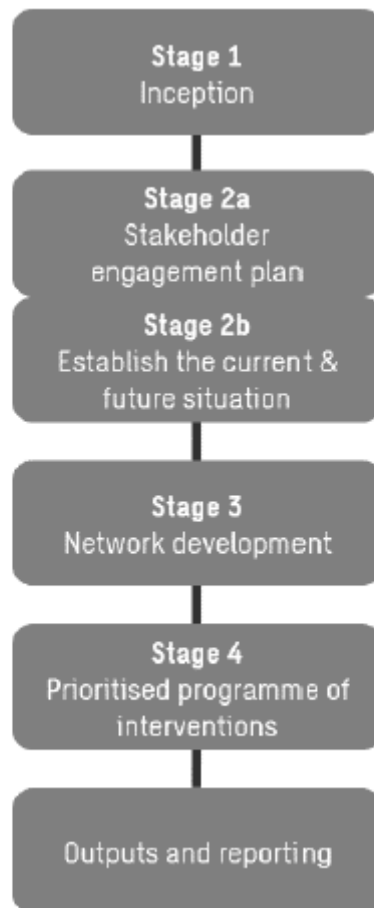 Stage 1
Inception
Stage 2a
Stakeholder
engagement plan
Stage 2b
Establish the current &
future situation
Stage 3
Network development
Stage 4
Prioritised programme of
interventions
Outputs and reporting